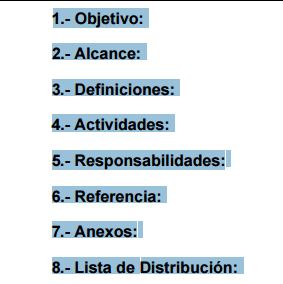 1.- Objetivo:
2.- Alcance:
3.- Definiciones:
4.- Actividades:
5.- Responsabilidades:
6.- Referencia:
7.- Anexos:
8.- Lista de Distribución: